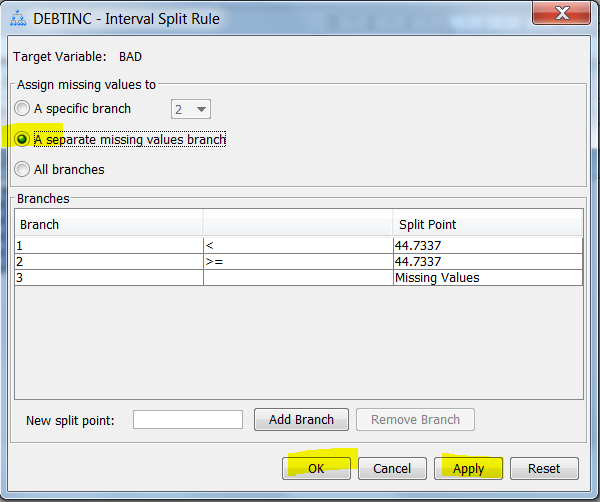 DEBTINC - Interval Split Rule
Target Variable: BAD
Assign missing values to
A specific branch 2
A separate missing values branch
All branches
Branches
Branch Split Point
1 < 44.7337
2 >= 44.7337
3 Missing Values
New split point: Add Branch Remove Branch
OK Cancel Apply Reset